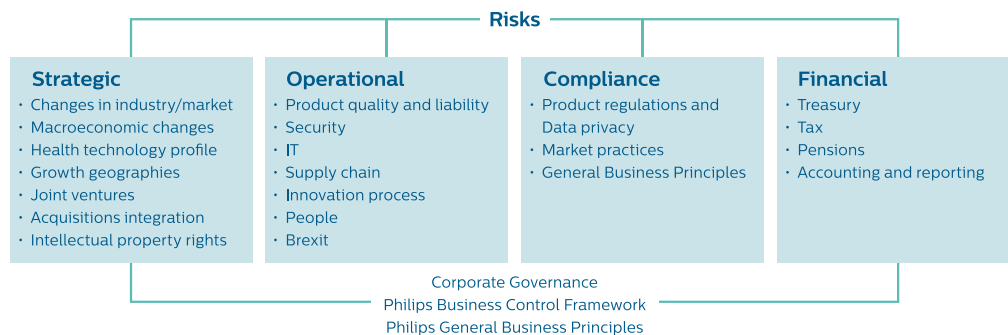 Risks
Strategic
• Changes in industry/market
• Macroeconomic changes
• Health technology profile
• Growth geographies
• Joint ventures
• Acquisitions integration
• Intellectual property rights
Operational
• Product quality and liability
• Security
• IT
• Supply chain
• Innovation process
• People
• Brexit
Compliance
• Product regulations and
Data privacy
• Market practices
• General Business Principles
Financial
• Treasury
• Tax
• Pensions
• Accounting and reporting
Corporate Governance
Philips Business Control Framework
Philips General Business Principles